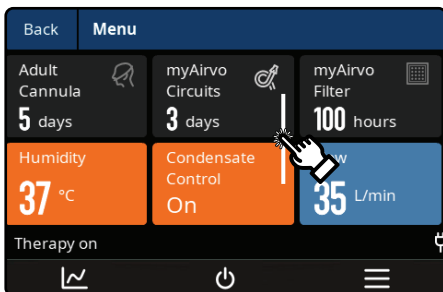 Back Menu
Adult
Cannula
5 days
myAirvo
Circuits
3 days
myAirvo
Filter
100 hours
Humidity
37 °C
Condensate
Control
On
35 L/min
Therapy on